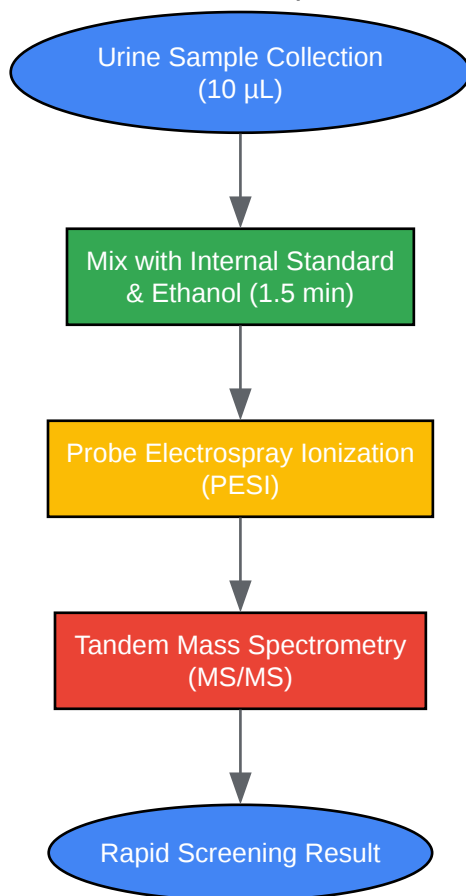 Urine Sample Collection
(10 µL)
Mix with Internal Standard
& Ethanol (1.5 min)
Probe Electrospray Ionization
(PESI)
Tandem Mass Spectrometry
(MS/MS)
Rapid Screening Result